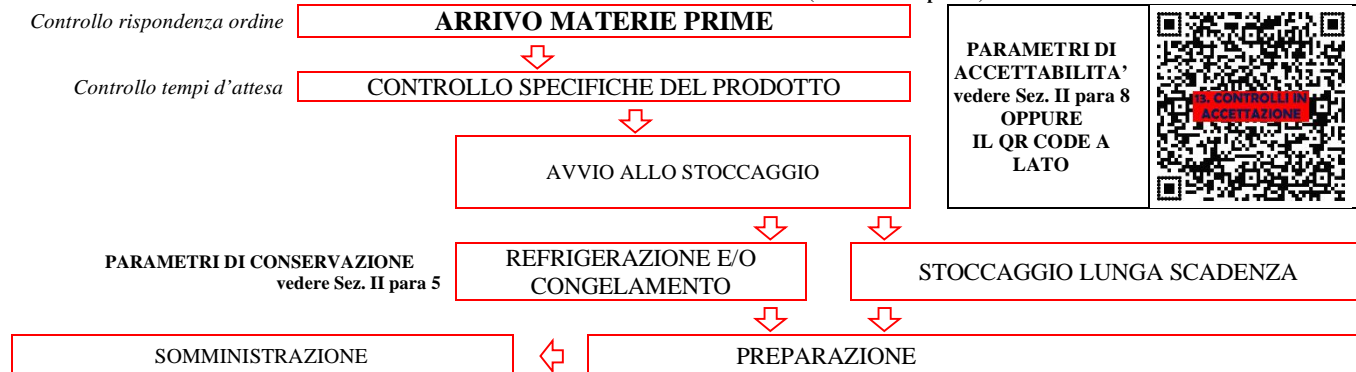 Controllo rispondenza ordine
ARRIVO MATERIE PRIME
Controllo tempi d'attesa
CONTROLLO SPECIFICHE DEL PRODOTTO
PARAMETRI DI
ACCETTABILITA’
vedere Sez. II para 8
OPPURE
IL QR CODE A
LATO
13. CONTROLLI IN
ACCETTAZIONE
AVVIO ALLO STOCCAGGIO
PARAMETRI DI CONSERVAZIONE
vedere Sez. II para 5
REFRIGERAZIONE E/O
CONGELAMENTO
STOCCAGGIO LUNGA SCADENZA
SOMMINISTRAZIONE
PREPARAZIONE